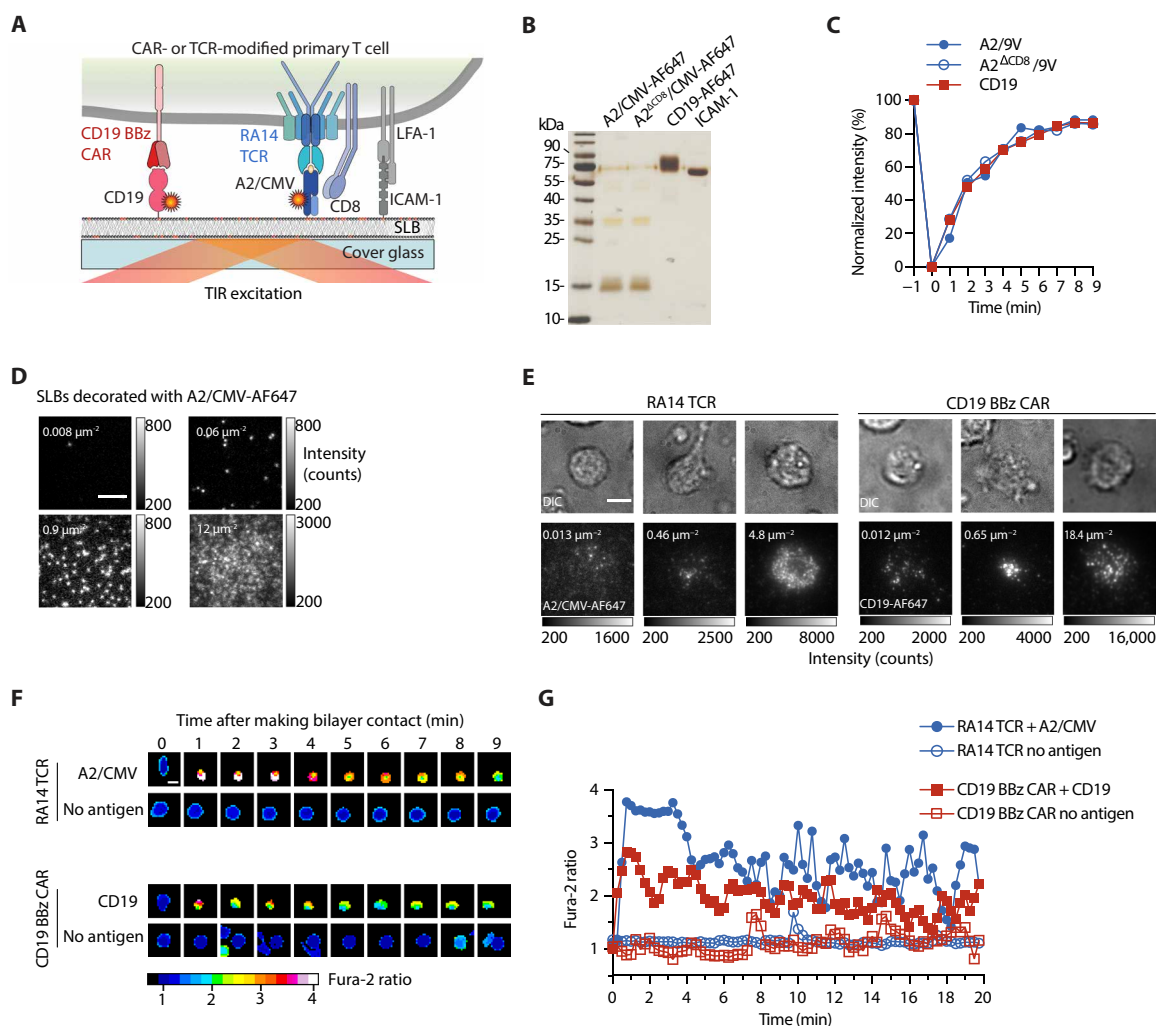 A
CAR- or TCR-modified primary T cell
CD19 BBz
CAR
RA14
TCR
LFA-1
A2/CMV
CD19
CD8
ICAM-1
SLB
Cover glass
TIR excitation
B
A2/CMV-AF647
A2ΔCD8/CMV-AF647
CD19-AF647
ICAM-1
kDa
90
75-
55-
40-
35-
25-
15-
10-
C
A2/9V
A2ΔCD8/9V
CD19
Normalized intensity (%)
100
80
60
40
20
0
−1 0 1 2 3 4 5 6 7 8 9
Time (min)
D
SLBs decorated with A2/CMV-AF647
0.008 μm⁻²
800
200
0.06 μm⁻²
800
200
Intensity
(counts)
0.9 μm⁻²
800
200
12 μm⁻²
3000
200
E
RA14 TCR
CD19 BBz CAR
DIC
DIC
0.013 μm⁻²
0.46 μm⁻²
4.8 μm⁻²
0.012 μm⁻²
0.65 μm⁻²
18.4 μm⁻²
A2/CMV-AF647
CD19-AF647
200 1600
200 2500
200 8000
200 2000
200 4000
200 16,000
Intensity (counts)
F
Time after making bilayer contact (min)
0 1 2 3 4 5 6 7 8 9
RA14 TCR
A2/CMV
No antigen
CD19 BBz CAR
CD19
No antigen
Fura-2 ratio
1 2 3 4
G
RA14 TCR + A2/CMV
RA14 TCR no antigen
CD19 BBz CAR + CD19
CD19 BBz CAR no antigen
Fura-2 ratio
4
3
2
1
0 2 4 6 8 10 12 14 16 18 20
Time (min)